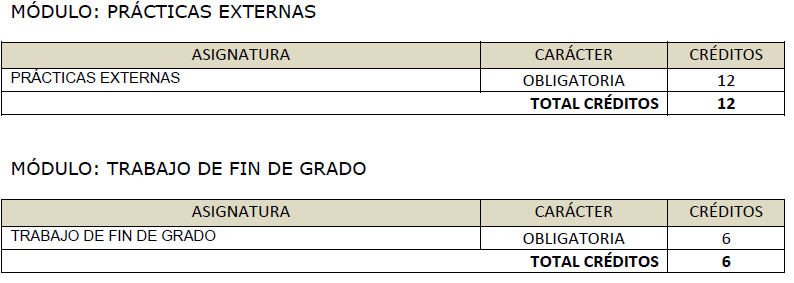 MÓDULO: PRÁCTICAS EXTERNAS
ASIGNATURA CARÁCTER CRÉDITOS
PRÁCTICAS EXTERNAS OBLIGATORIA 12
TOTAL CRÉDITOS 12
MÓDULO: TRABAJO DE FIN DE GRADO
ASIGNATURA CARÁCTER CRÉDITOS
TRABAJO DE FIN DE GRADO OBLIGATORIA 6
TOTAL CRÉDITOS 6